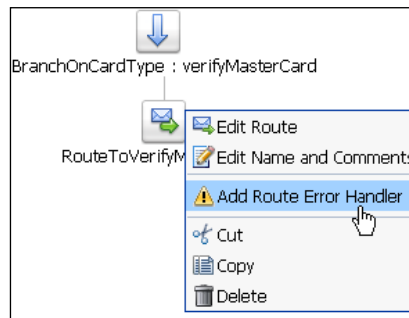 BranchOnCardType : verifyMasterCard
RouteToVerifyM
Edit Route
Edit Name and Comments
Add Route Error Handler
Cut
Copy
Delete